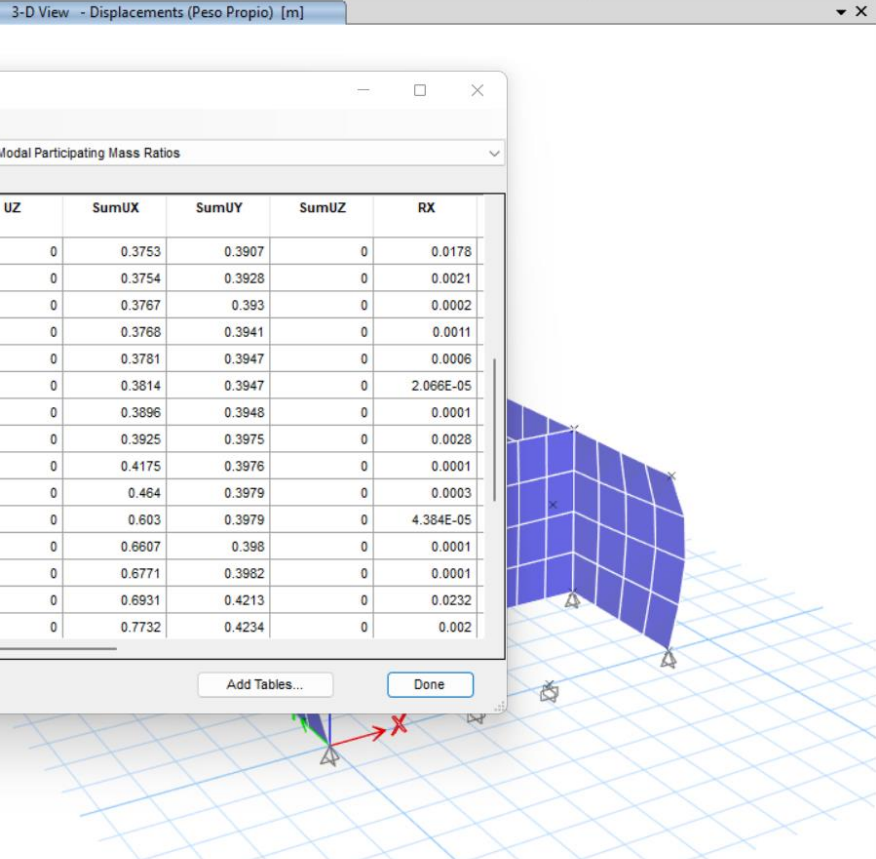 3-D View - Displacements (Peso Propio) [m]
Modal Participating Mass Ratios
UZ SumUX SumUY SumUZ RX
0 0.3753 0.3907 0 0.0178
0 0.3754 0.3928 0 0.0021
0 0.3767 0.393 0 0.0002
0 0.3768 0.3941 0 0.0011
0 0.3781 0.3947 0 0.0006
0 0.3814 0.3947 0 2.066E-05
0 0.3896 0.3948 0 0.0001
0 0.3925 0.3975 0 0.0028
0 0.4175 0.3976 0 0.0001
0 0.464 0.3979 0 0.0003
0 0.603 0.3979 0 4.384E-05
0 0.6607 0.398 0 0.0001
0 0.6771 0.3982 0 0.0001
0 0.6931 0.4213 0 0.0232
0 0.7732 0.4234 0 0.002
Add Tables... Done
X